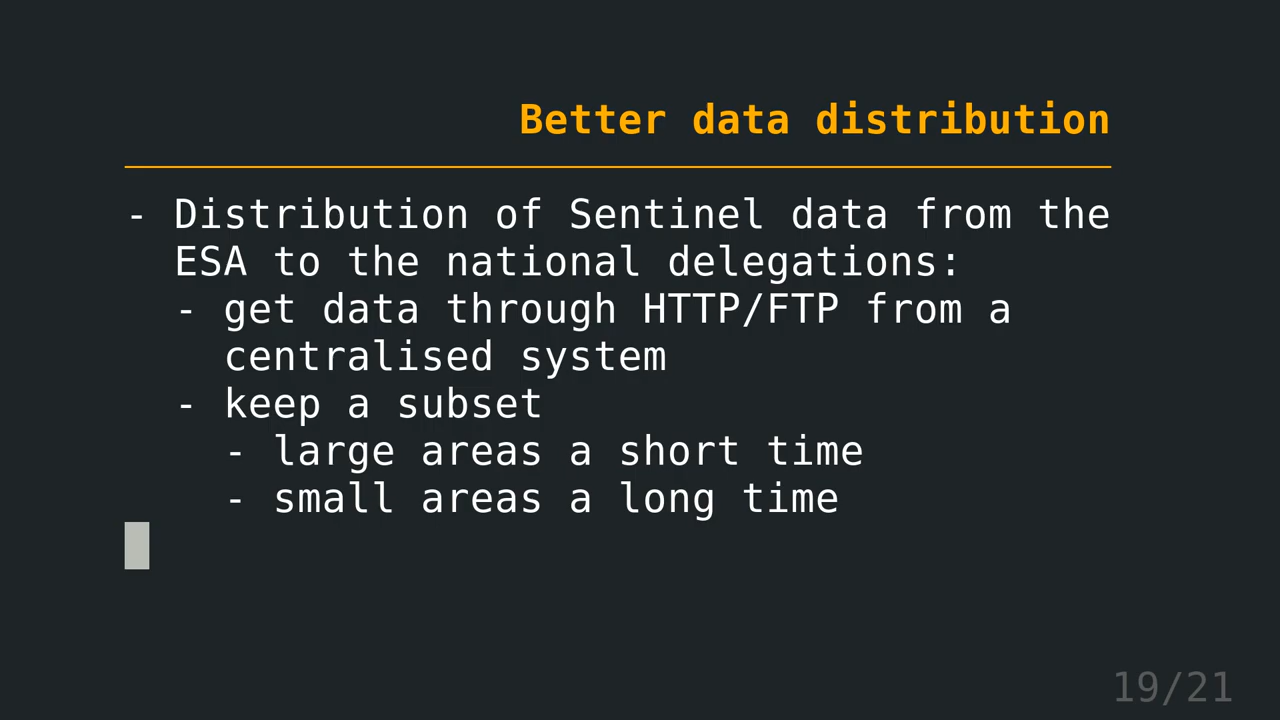 Better data distribution
- Distribution of Sentinel data from the
ESA to the national delegations:
- get data through HTTP/FTP from a
centralised system
- keep a subset
- large areas a short time
- small areas a long time
19/21